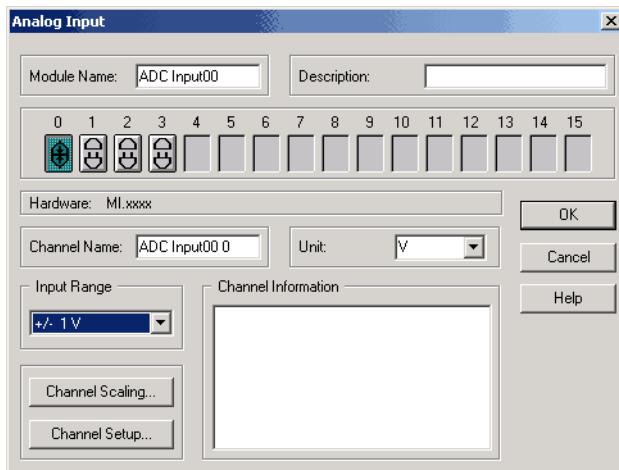 Analog Input
Module Name: ADC Input00 Description:
0 1 2 3 4 5 6 7 8 9 10 11 12 13 14 15
Hardware: MI.xxxx
OK
Channel Name: ADC Input00 0 Unit: V
Cancel
Input Range Channel Information
Help
+/- 1 V
Channel Scaling...
Channel Setup...